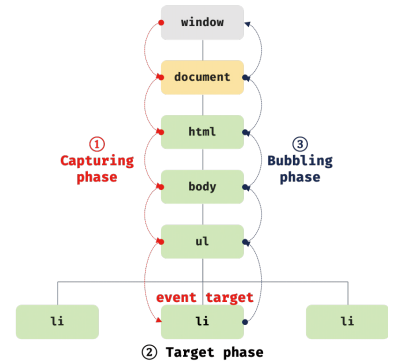 window
document
①
Capturing
phase
html
③
Bubbling
phase
body
ul
event target
li
li
li
② Target phase